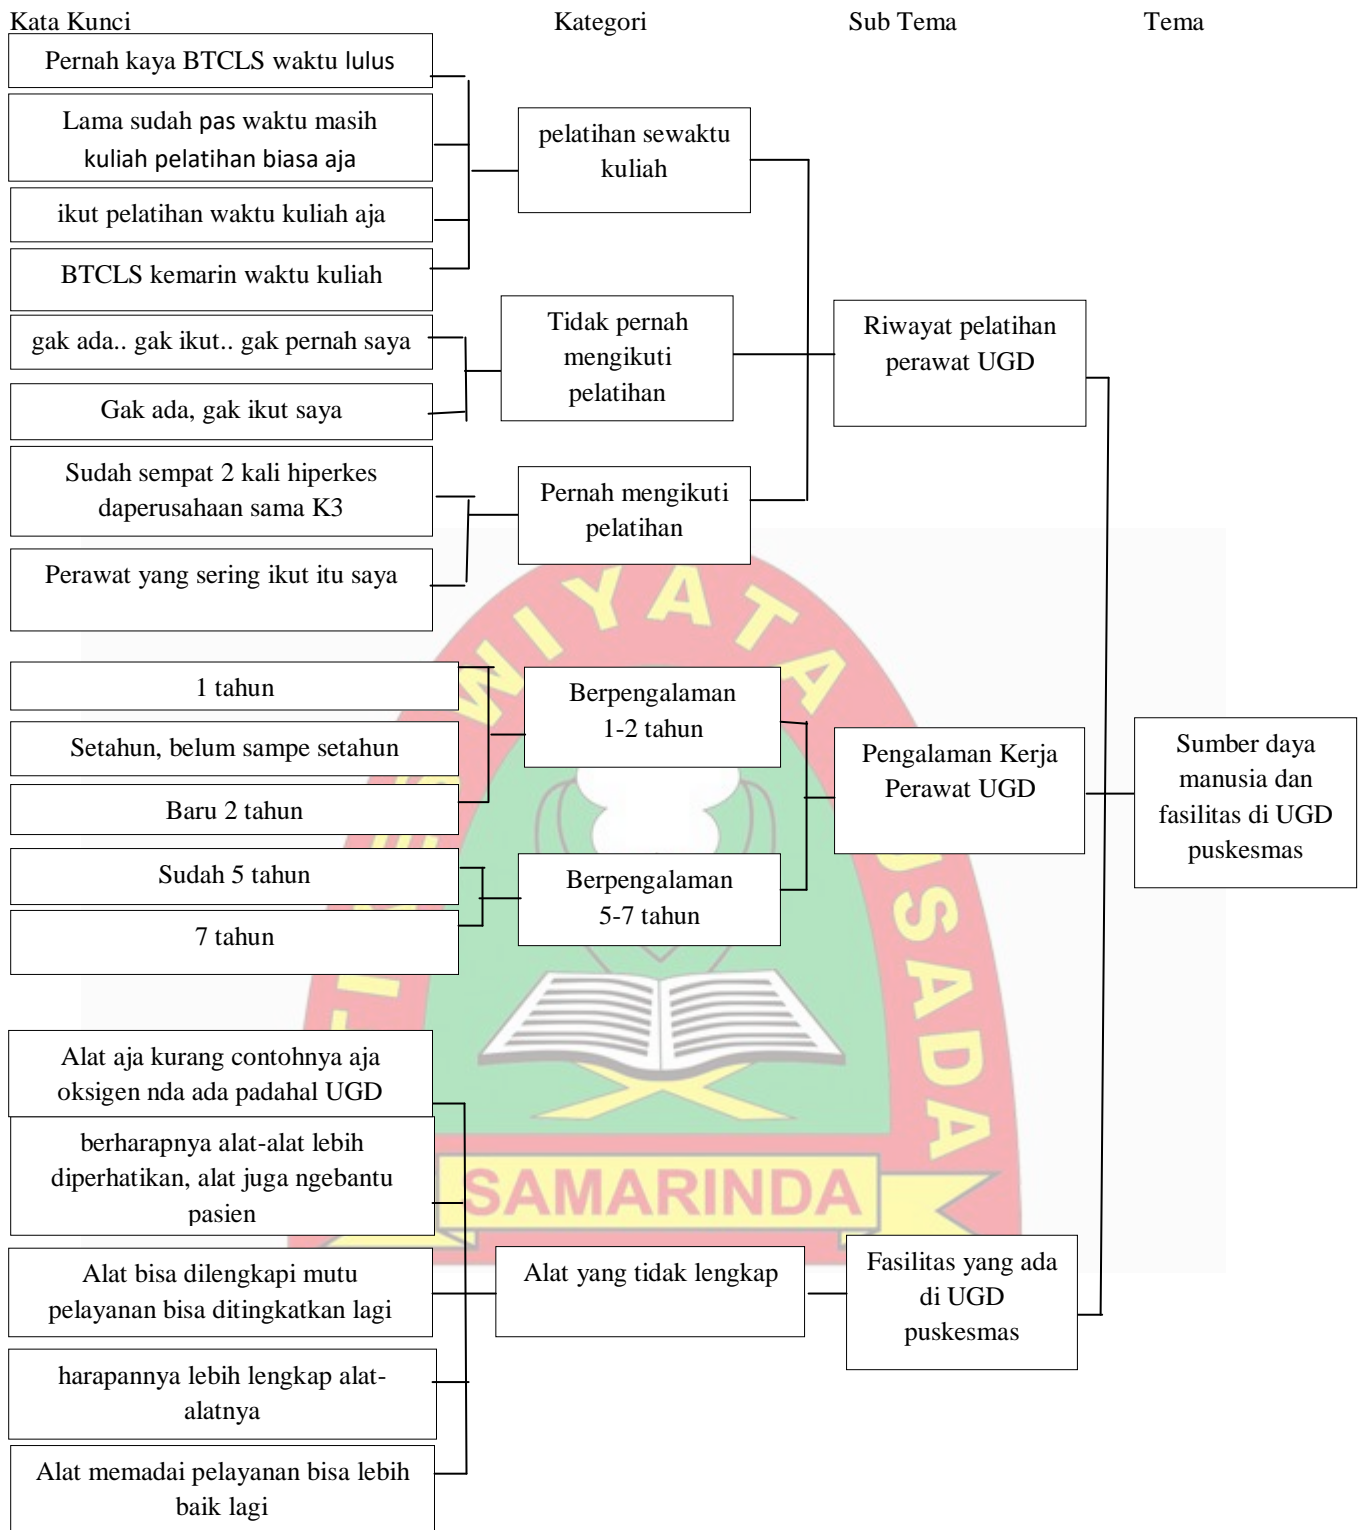 Kata Kunci Kategori Sub Tema Tema
Pernah kaya BTCLS waktu lulus
Lama sudah pas waktu masih
kuliah pelatihan biasa aja
ikut pelatihan waktu kuliah aja
BTCLS kemarin waktu kuliah
pelatihan sewaktu
kuliah
gak ada.. gak ikut.. gak pernah saya
Gak ada, gak ikut saya
Tidak pernah
mengikuti
pelatihan
Sudah sempat 2 kali hiperkes
daperusahaan sama K3
Perawat yang sering ikut itu saya
Pernah mengikuti
pelatihan
Riwayat pelatihan
perawat UGD
1 tahun
Setahun, belum sampe setahun
Baru 2 tahun
Berpengalaman
1-2 tahun
Sudah 5 tahun
7 tahun
Berpengalaman
5-7 tahun
Pengalaman Kerja
Perawat UGD
Alat aja kurang contohnya aja
oksigen nda ada padahal UGD
berharapnya alat-alat lebih
diperhatikan, alat juga ngebantu
pasien
Alat bisa dilengkapi mutu
pelayanan bisa ditingkatkan lagi
harapannya lebih lengkap alat-
alatnya
Alat memadai pelayanan bisa lebih
baik lagi
Alat yang tidak lengkap
Fasilitas yang ada
di UGD
puskesmas
Sumber daya
manusia dan
fasilitas di UGD
puskesmas
WIYATA
USADA
SAMARINDA